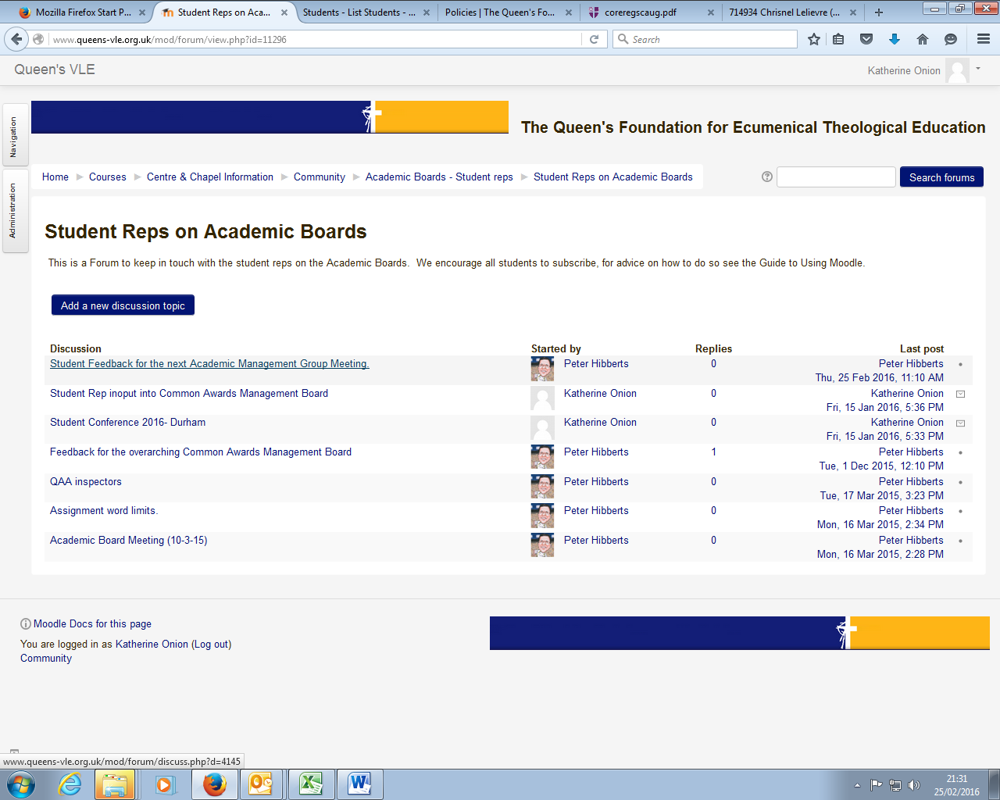 Mozilla Firefox Start P...
Student Reps on Aca...
Students - List Students - ...
Policies | The Queen's Fo...
coreregscaug.pdf
714934 Chrisnel Lelievre (...
www.queens-vle.org.uk/mod/forum/view.php?id=11296
Search
Queen's VLE
Katherine Onion
Navigation
Administration
The Queen's Foundation for Ecumenical Theological Education
Home ► Courses ► Centre & Chapel Information ► Community ► Academic Boards - Student reps ► Student Reps on Academic Boards
Search forums
Student Reps on Academic Boards
This is a Forum to keep in touch with the student reps on the Academic Boards.  We encourage all students to subscribe, for advice on how to do so see the Guide to Using Moodle.
Add a new discussion topic
Discussion Started by Replies Last post
Student Feedback for the next Academic Management Group Meeting. Peter Hibberts 0 Peter Hibberts
Thu, 25 Feb 2016, 11:10 AM
Student Rep inoput into Common Awards Management Board Katherine Onion 0 Katherine Onion
Fri, 15 Jan 2016, 5:36 PM
Student Conference 2016- Durham Katherine Onion 0 Katherine Onion
Fri, 15 Jan 2016, 5:33 PM
Feedback for the overarching Common Awards Management Board Peter Hibberts 1 Peter Hibberts
Tue, 1 Dec 2015, 12:10 PM
QAA inspectors Peter Hibberts 0 Peter Hibberts
Tue, 17 Mar 2015, 3:23 PM
Assignment word limits. Peter Hibberts 0 Peter Hibberts
Mon, 16 Mar 2015, 2:34 PM
Academic Board Meeting (10-3-15) Peter Hibberts 0 Peter Hibberts
Mon, 16 Mar 2015, 2:28 PM
Moodle Docs for this page
You are logged in as Katherine Onion (Log out)
Community
www.queens-vle.org.uk/mod/forum/discuss.php?d=4145
21:31
25/02/2016